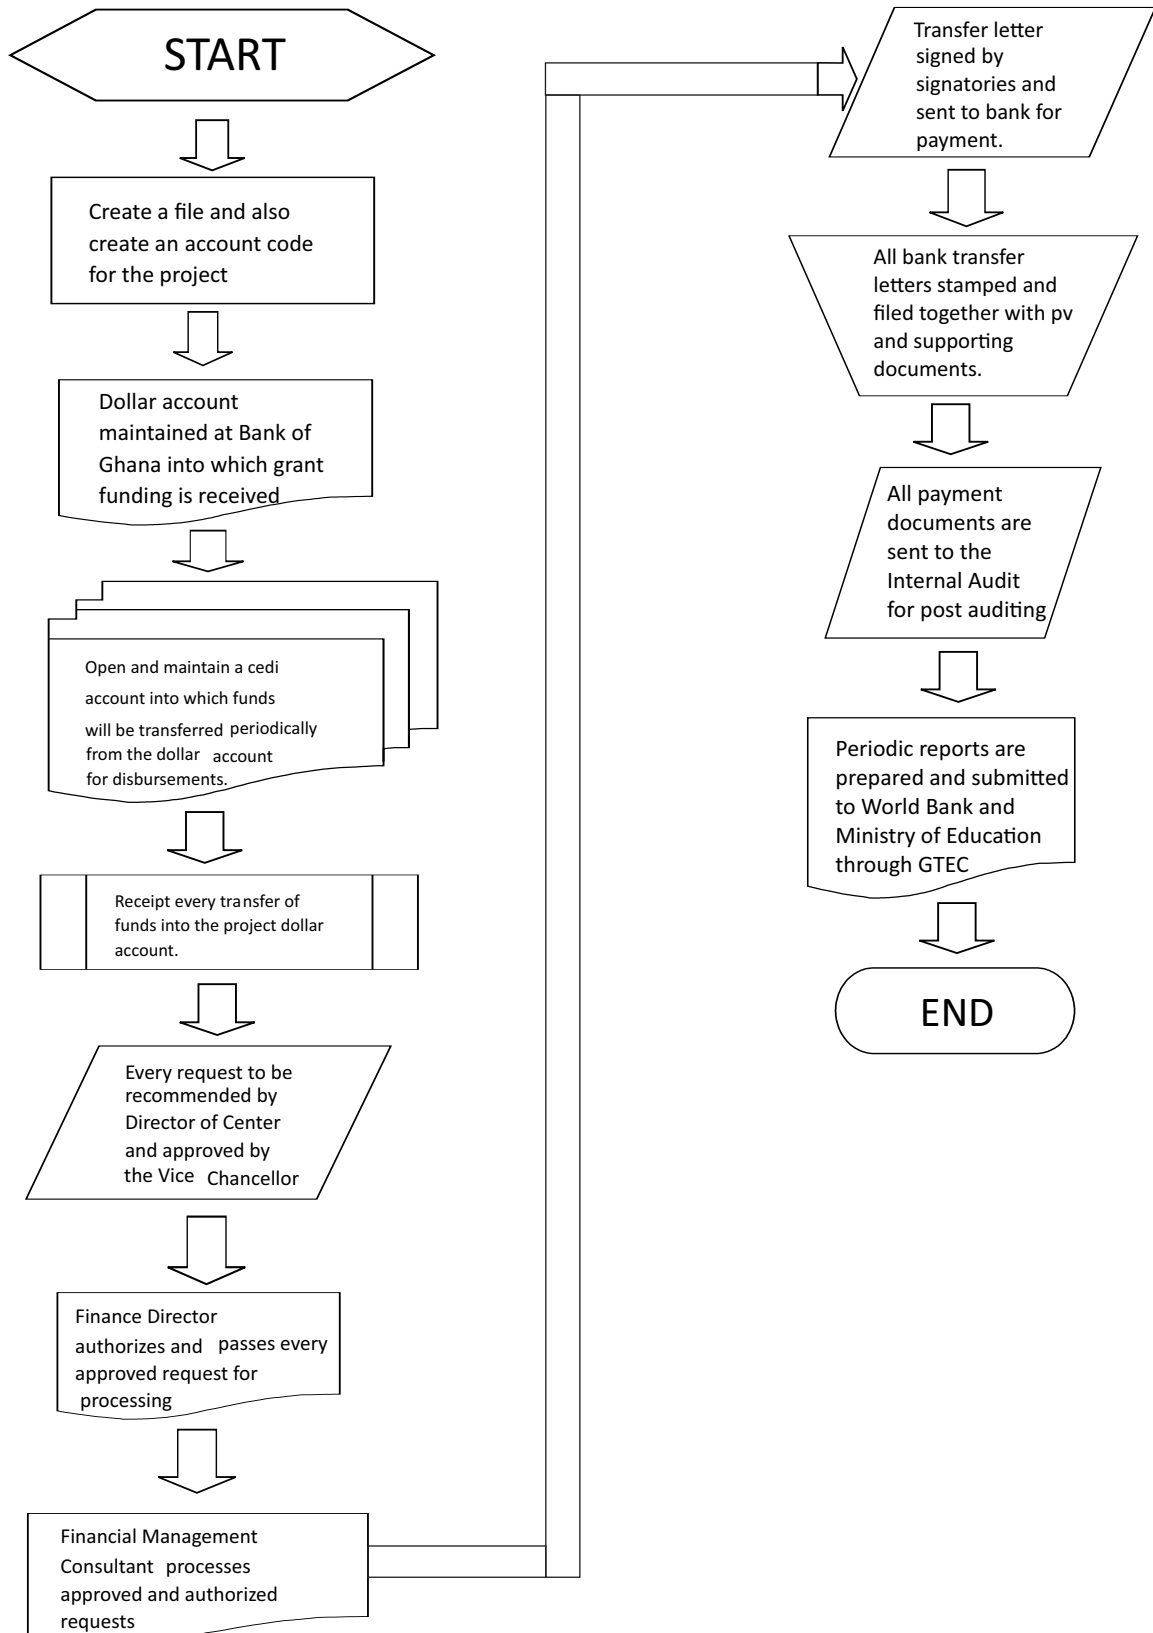 START
Create a file and also
create an account code
for the project
Dollar account
maintained at Bank of
Ghana into which grant
funding is received
Open and maintain a cedi
account into which funds
will be transferred periodically
from the dollar account
for disbursements.
Receipt every transfer of
funds into the project dollar
account.
Every request to be
recommended by
Director of Center
and approved by
the Vice Chancellor
Finance Director
authorizes and passes every
approved request for
processing
Financial Management
Consultant processes
approved and authorized
requests
Transfer letter
signed by
signatories and
sent to bank for
payment.
All bank transfer
letters stamped and
filed together with pv
and supporting
documents.
All payment
documents are
sent to the
Internal Audit
for post auditing
Periodic reports are
prepared and submitted
to World Bank and
Ministry of Education
through GTEC
END